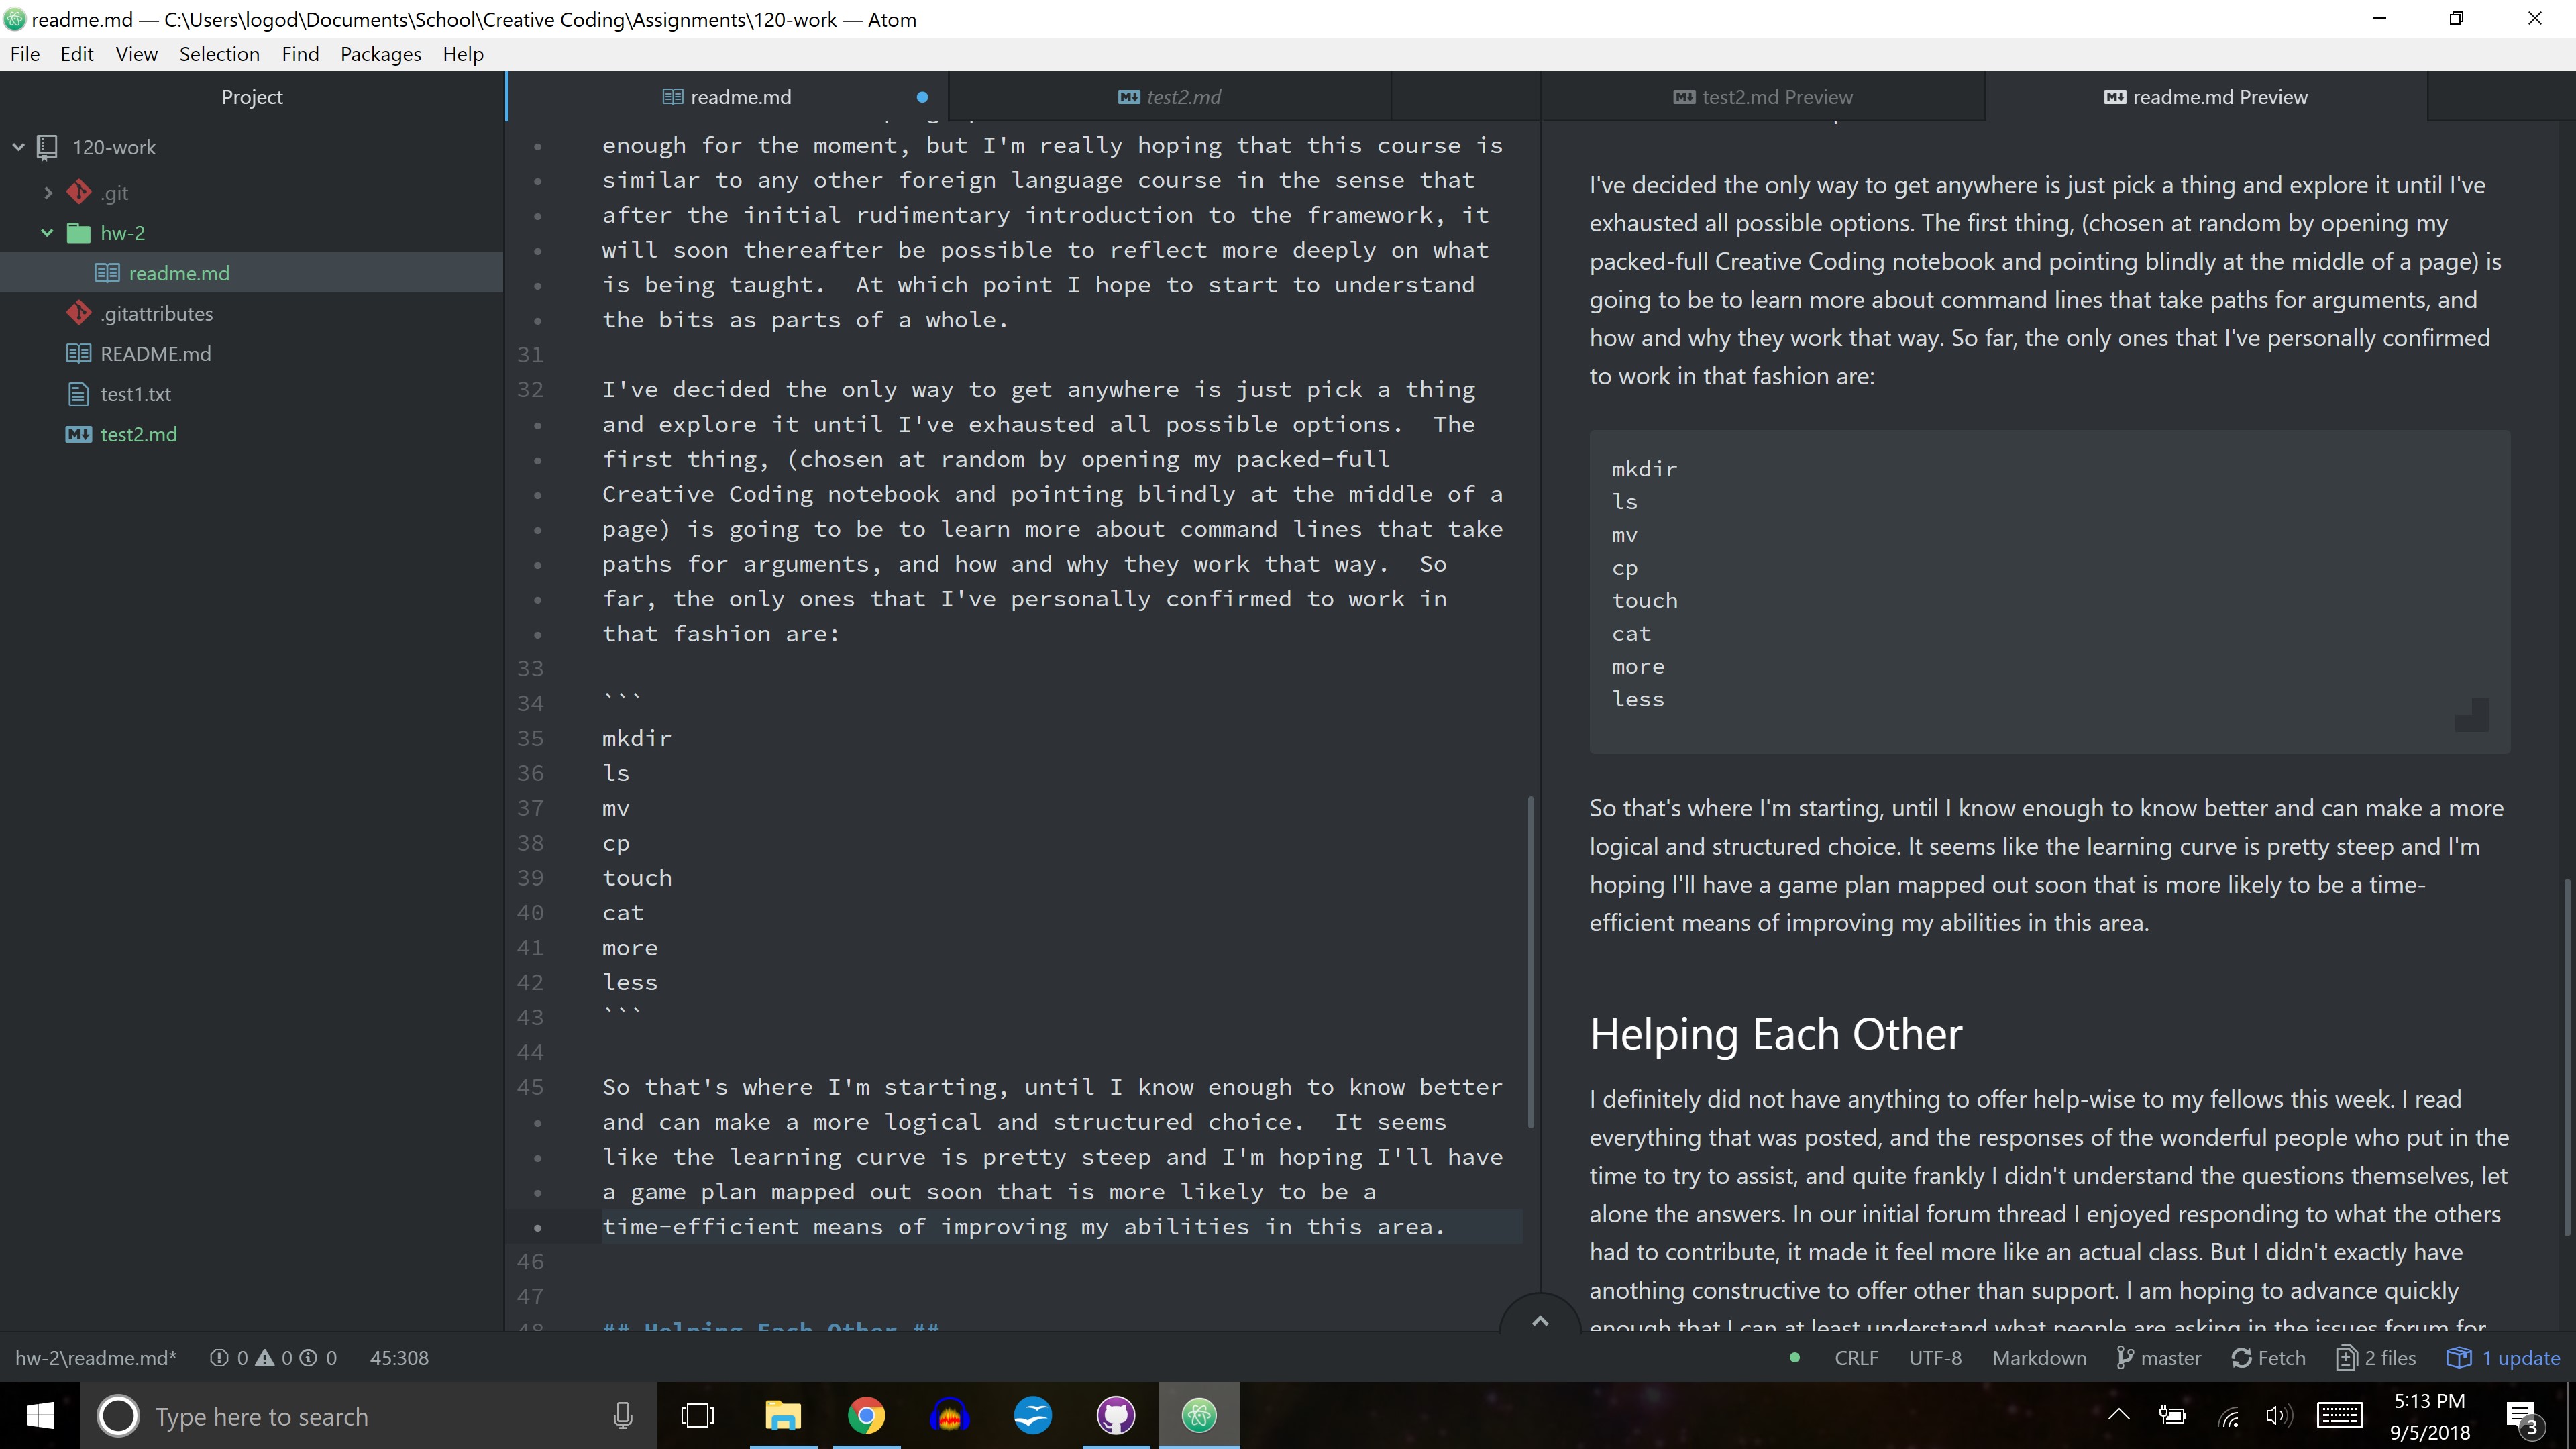 readme.md — C:\Users\logod\Documents\School\Creative Coding\Assignments\120-work — Atom
File Edit View Selection Find Packages Help
Project
120-work
.git
hw-2
readme.md
.gitattributes
README.md
test1.txt
test2.md
readme.md
test2.md
enough for the moment, but I'm really hoping that this course is
similar to any other foreign language course in the sense that
after the initial rudimentary introduction to the framework, it
will soon thereafter be possible to reflect more deeply on what
is being taught.  At which point I hope to start to understand
the bits as parts of a whole.
31
32 I've decided the only way to get anywhere is just pick a thing
and explore it until I've exhausted all possible options.  The
first thing, (chosen at random by opening my packed-full
Creative Coding notebook and pointing blindly at the middle of a
page) is going to be to learn more about command lines that take
paths for arguments, and how and why they work that way.  So
far, the only ones that I've personally confirmed to work in
that fashion are:
33
34 ```
35 mkdir
36 ls
37 mv
38 cp
39 touch
40 cat
41 more
42 less
43 ```
44
45 So that's where I'm starting, until I know enough to know better
and can make a more logical and structured choice.  It seems
like the learning curve is pretty steep and I'm hoping I'll have
a game plan mapped out soon that is more likely to be a
time-efficient means of improving my abilities in this area.
46
47
48 ## Helping Each Other ##
test2.md Preview
readme.md Preview
I've decided the only way to get anywhere is just pick a thing and explore it until I've
exhausted all possible options. The first thing, (chosen at random by opening my
packed-full Creative Coding notebook and pointing blindly at the middle of a page) is
going to be to learn more about command lines that take paths for arguments, and
how and why they work that way. So far, the only ones that I've personally confirmed
to work in that fashion are:
mkdir
ls
mv
cp
touch
cat
more
less
So that's where I'm starting, until I know enough to know better and can make a more
logical and structured choice. It seems like the learning curve is pretty steep and I'm
hoping I'll have a game plan mapped out soon that is more likely to be a time-
efficient means of improving my abilities in this area.
Helping Each Other
I definitely did not have anything to offer help-wise to my fellows this week. I read
everything that was posted, and the responses of the wonderful people who put in the
time to try to assist, and quite frankly I didn't understand the questions themselves, let
alone the answers. In our initial forum thread I enjoyed responding to what the others
had to contribute, it made it feel more like an actual class. But I didn't exactly have
anothing constructive to offer other than support. I am hoping to advance quickly
enough that I can at least understand what people are asking in the issues forum for
hw-2\readme.md* 0 0 0 45:308
CRLF UTF-8 Markdown master Fetch 2 files 1 update
Type here to search
5:13 PM
9/5/2018
3